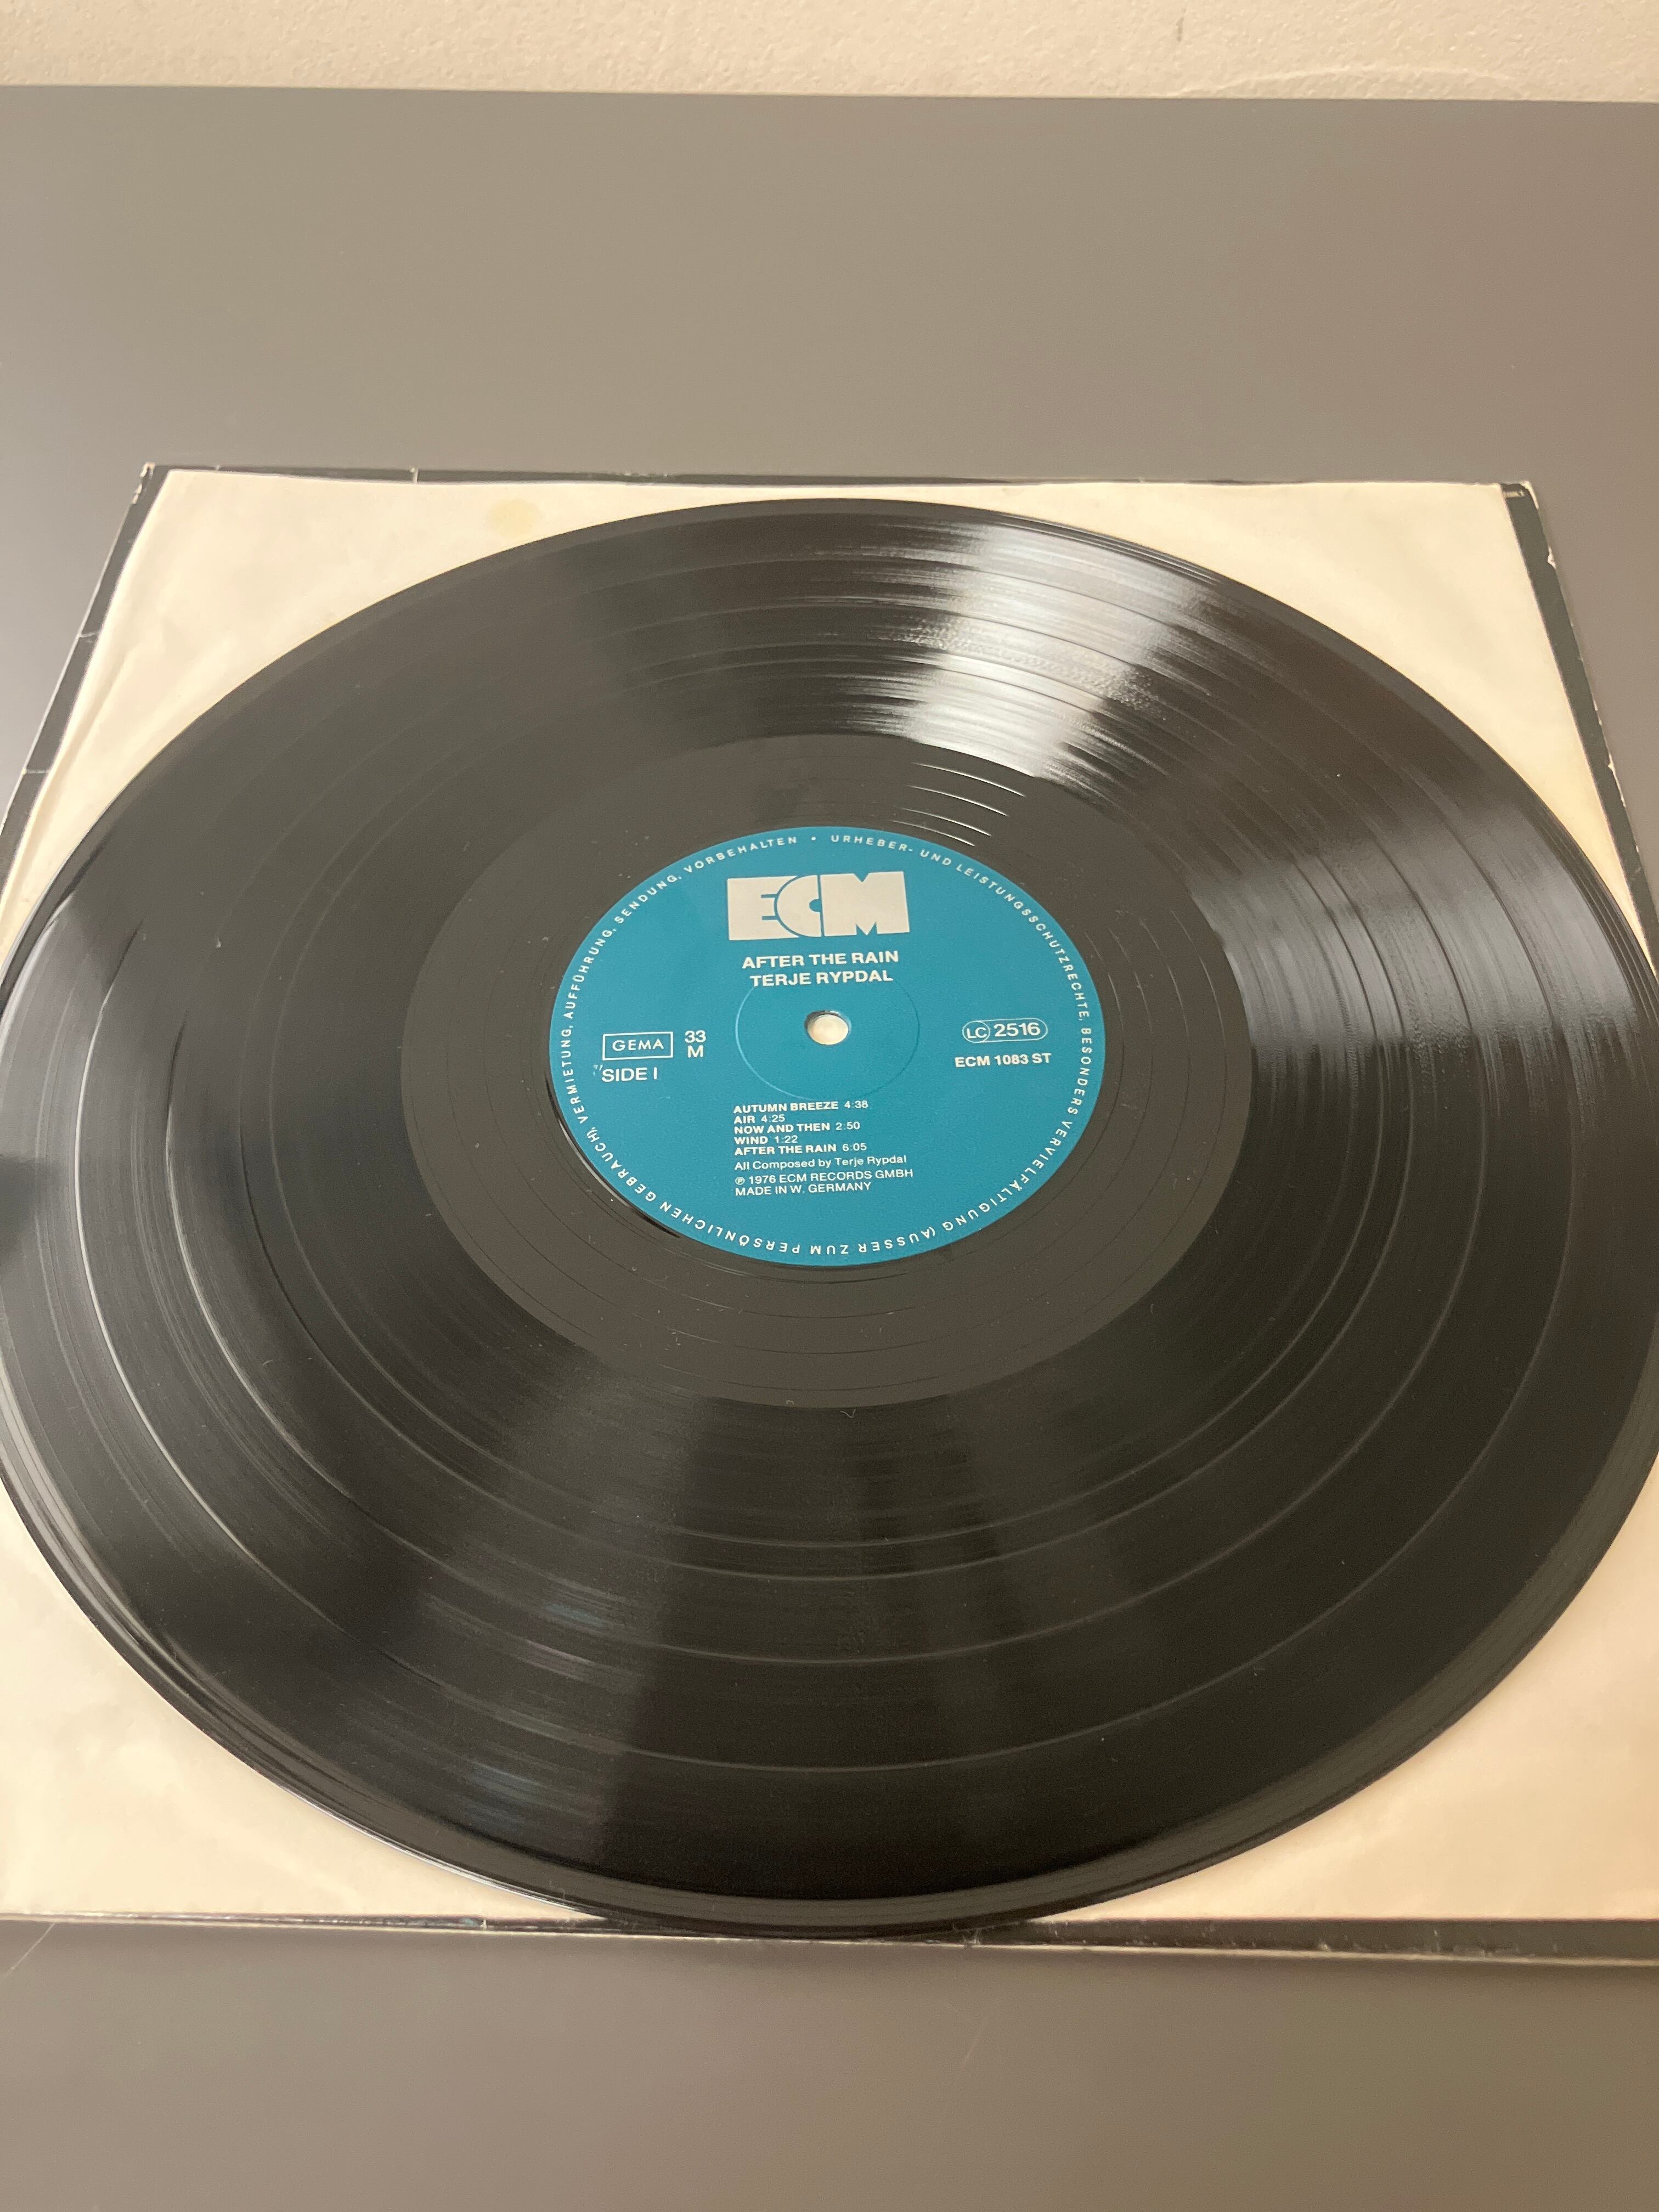 URHEBER- UND LEISTUNGSSCHUTZRECHTE, BESONDERS VERVIELFÄLTIGUNG (AUSSER ZUM PERSÖNLICHEN GEBRAUCH), VERMIETUNG, AUFFÜHRUNG, SENDUNG, VORBEHALTEN •
ECM
AFTER THE RAIN
TERJE RYPDAL
GEMA
33
M
SIDE I
LC 2516
ECM 1083 ST
AUTUMN BREEZE 4:38
AIR 4:25
NOW AND THEN 2:50
WIND 1:22
AFTER THE RAIN 6:05
All Composed by Terje Rypdal
℗ 1976 ECM RECORDS GMBH
MADE IN W. GERMANY